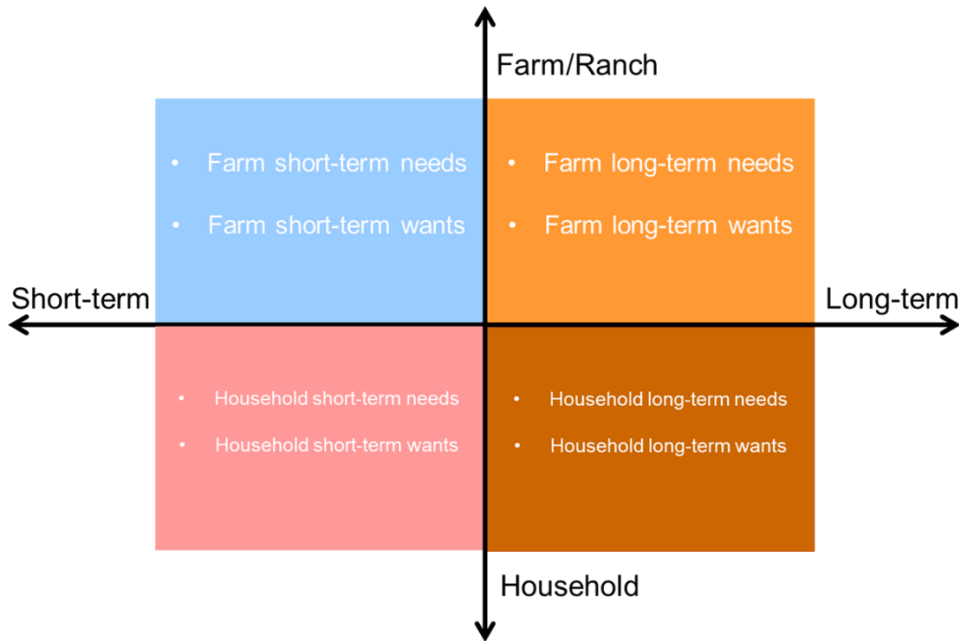 Farm/Ranch
• Farm short-term needs
• Farm short-term wants
• Farm long-term needs
• Farm long-term wants
Short-term
Long-term
• Household short-term needs
• Household short-term wants
• Household long-term needs
• Household long-term wants
Household